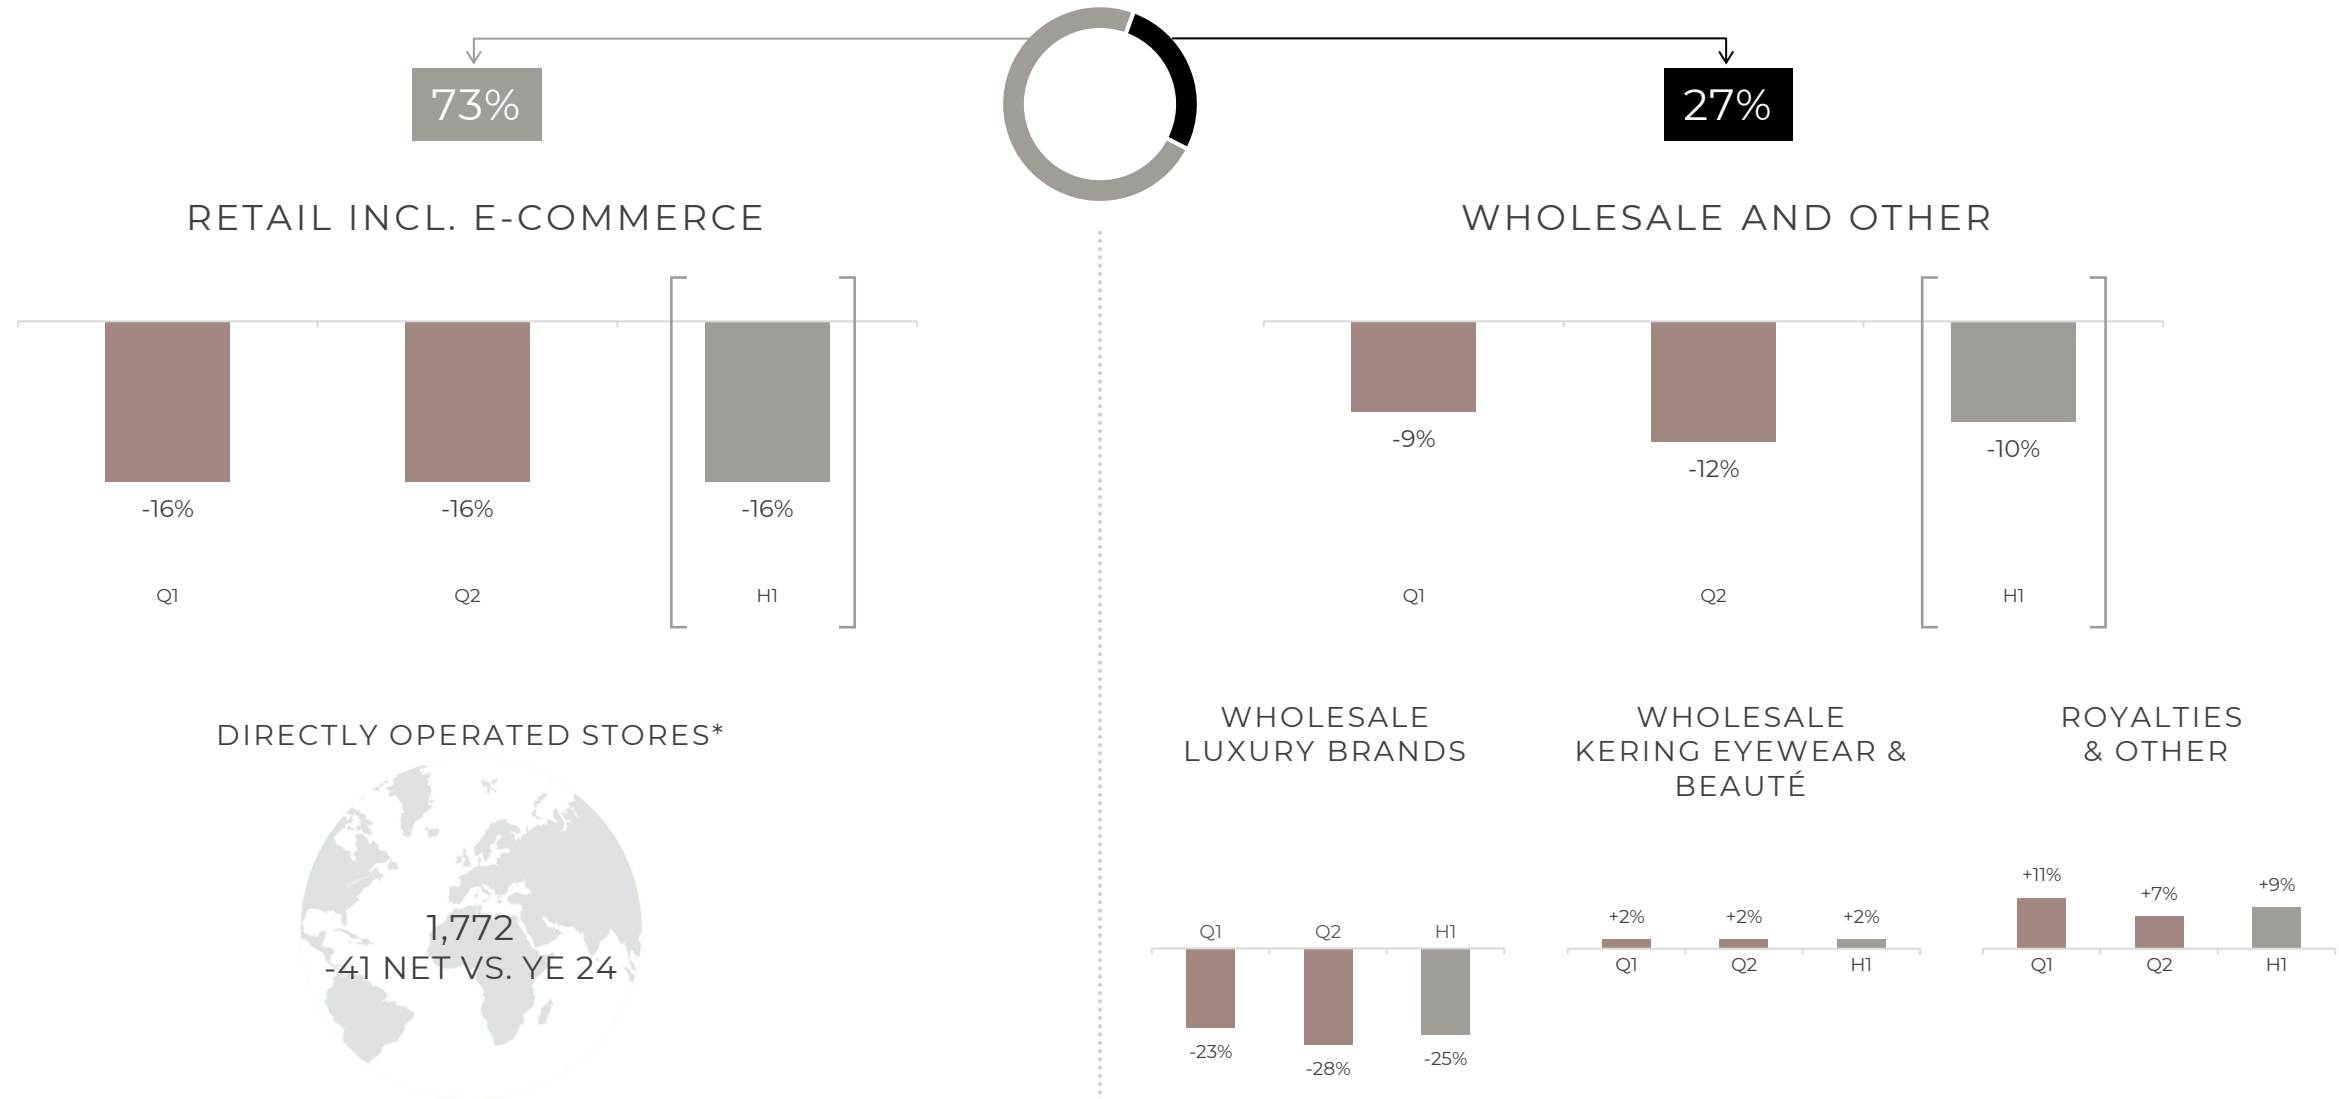 73%
27%
RETAIL INCL. E-COMMERCE
-16%
-16%
-16%
Q1
Q2
H1
DIRECTLY OPERATED STORES*
1,772
-41 NET VS. YE 24
WHOLESALE AND OTHER
-9%
-12%
-10%
Q1
Q2
H1
WHOLESALE
LUXURY BRANDS
Q1
Q2
H1
-23%
-28%
-25%
WHOLESALE
KERING EYEWEAR &
BEAUTÉ
+2%
+2%
+2%
Q1
Q2
H1
ROYALTIES
& OTHER
+11%
+7%
+9%
Q1
Q2
H1